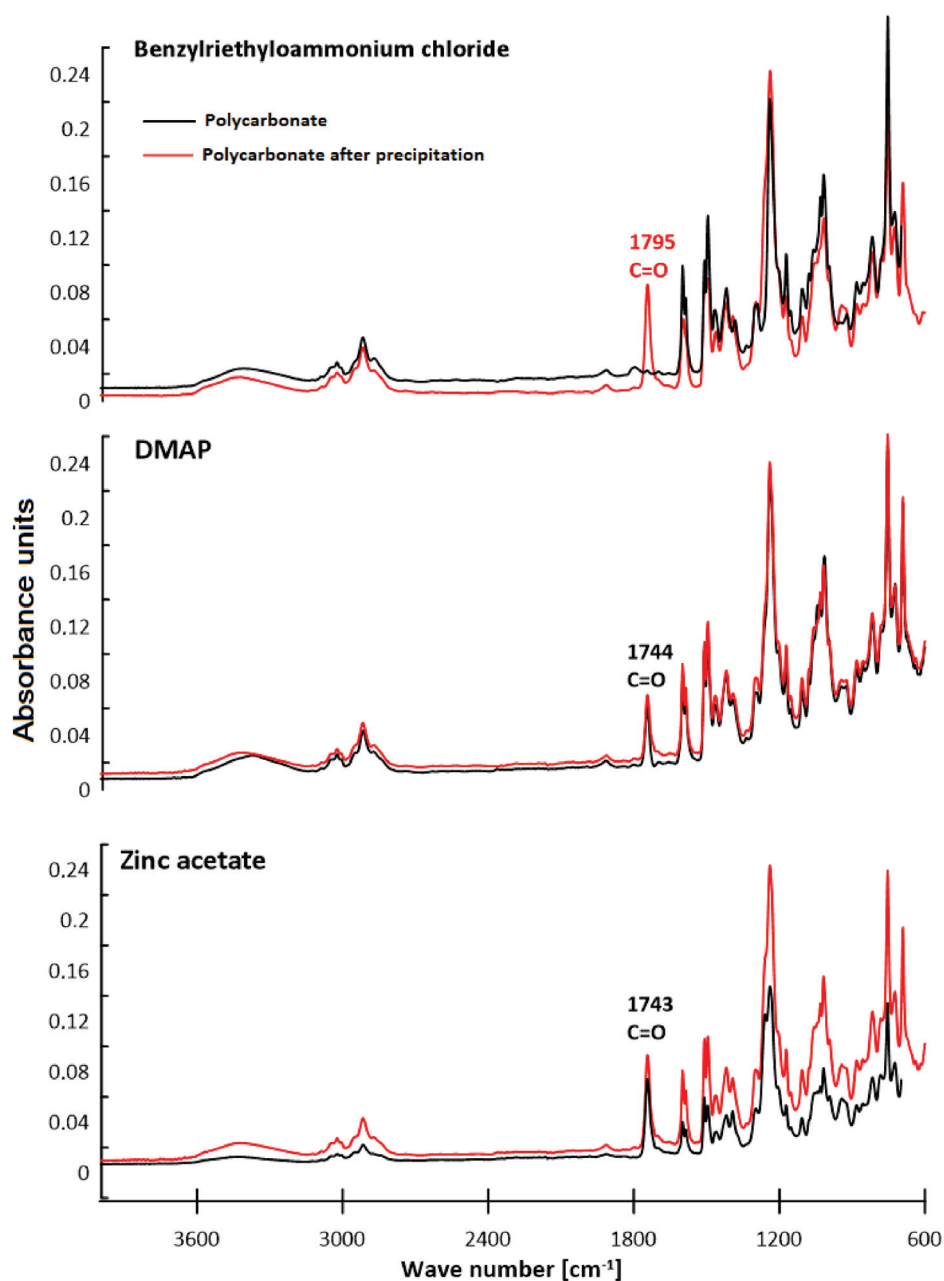 Benzylriethyloammonium chloride
0.24
Polycarbonate
0.2
Polycarbonate after precipitation
0.16
0.12
1795
C=O
0.08
0.04
0
DMAP
0.24
0.2
0.16
0.12
1744
C=O
0.08
0.04
0
Absorbance units
Zinc acetate
0.24
0.2
0.16
0.12
1743
C=O
0.08
0.04
0
3600 3000 2400 1800 1200 600
Wave number [cm⁻¹]